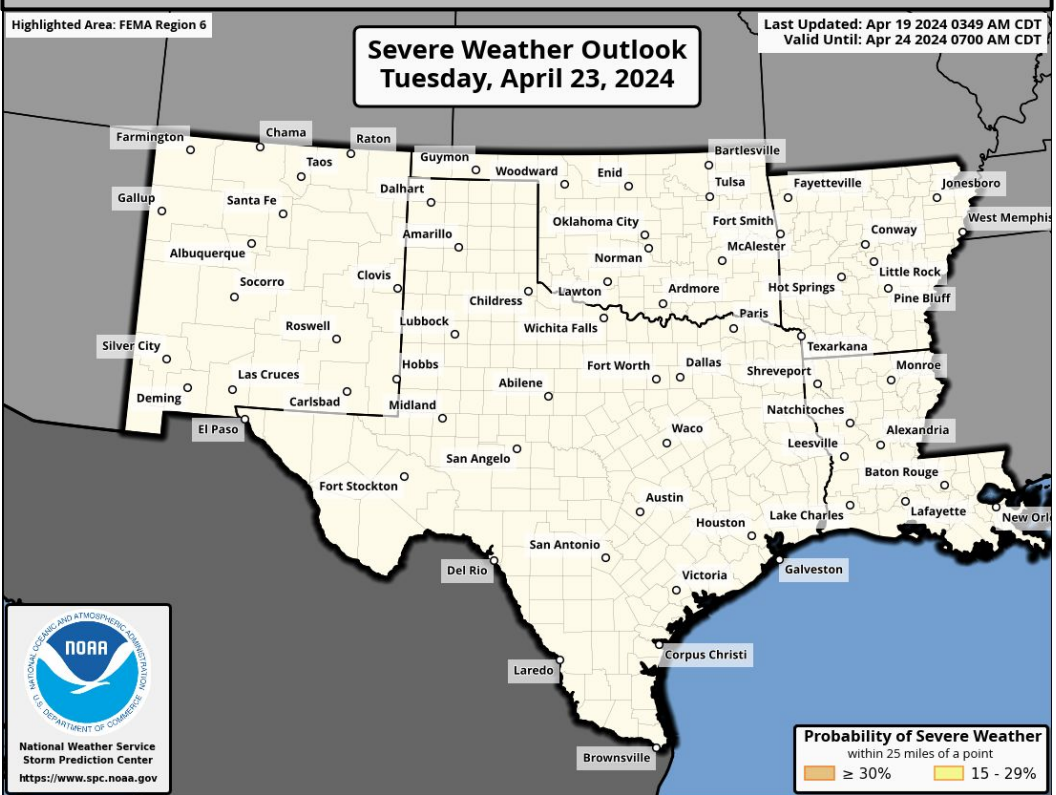 Highlighted Area: FEMA Region 6
Severe Weather Outlook
Tuesday, April 23, 2024
Last Updated: Apr 19 2024 0349 AM CDT
Valid Until: Apr 24 2024 0700 AM CDT
Farmington
Chama
Raton
Taos
Guymon
Woodward
Enid
Bartlesville
Tulsa
Fayetteville
Jonesboro
Gallup
Santa Fe
Dalhart
Oklahoma City
Fort Smith
West Memphis
Albuquerque
Amarillo
Norman
McAlester
Conway
Socorro
Clovis
Childress
Lawton
Ardmore
Hot Springs
Little Rock
Pine Bluff
Roswell
Lubbock
Wichita Falls
Paris
Texarkana
Silver City
Hobbs
Fort Worth
Dallas
Shreveport
Monroe
Deming
Las Cruces
Carlsbad
Midland
Abilene
Natchitoches
El Paso
San Angelo
Waco
Leesville
Alexandria
Fort Stockton
Austin
Baton Rouge
Houston
Lake Charles
Lafayette
New Orl
Del Rio
San Antonio
Victoria
Galveston
Laredo
Corpus Christi
Brownsville
NATIONAL OCEANIC AND ATMOSPHERIC ADMINISTRATION
NOAA
U.S. DEPARTMENT OF COMMERCE
National Weather Service
Storm Prediction Center
https://www.spc.noaa.gov
Probability of Severe Weather
within 25 miles of a point
≥ 30%
15 - 29%